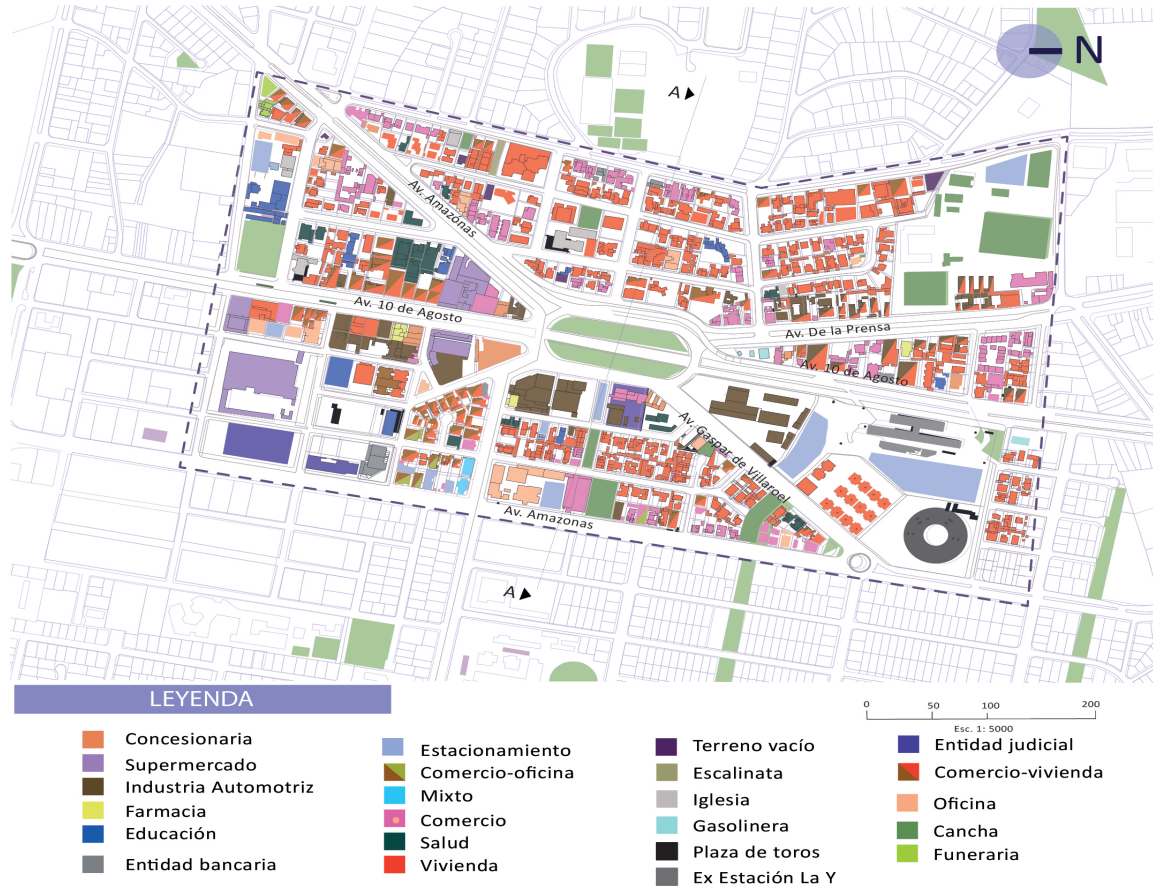 N
A
Av. Amazónas
Av. 10 de Agosto
Av. De la Prensa
Av. 10 de Agosto
Av. Gaspar de Villaroel
Av. Amazonas
A
LEYENDA
0 50 100 200
Esc. 1: 5000
Concesionaria
Supermercado
Industria Automotriz
Farmacia
Educación
Entidad bancaria
Estacionamiento
Comercio-oficina
Mixto
Comercio
Salud
Vivienda
Terreno vacío
Escalinata
Iglesia
Gasolinera
Plaza de toros
Ex Estación La Y
Entidad judicial
Comercio-vivienda
Oficina
Cancha
Funeraria